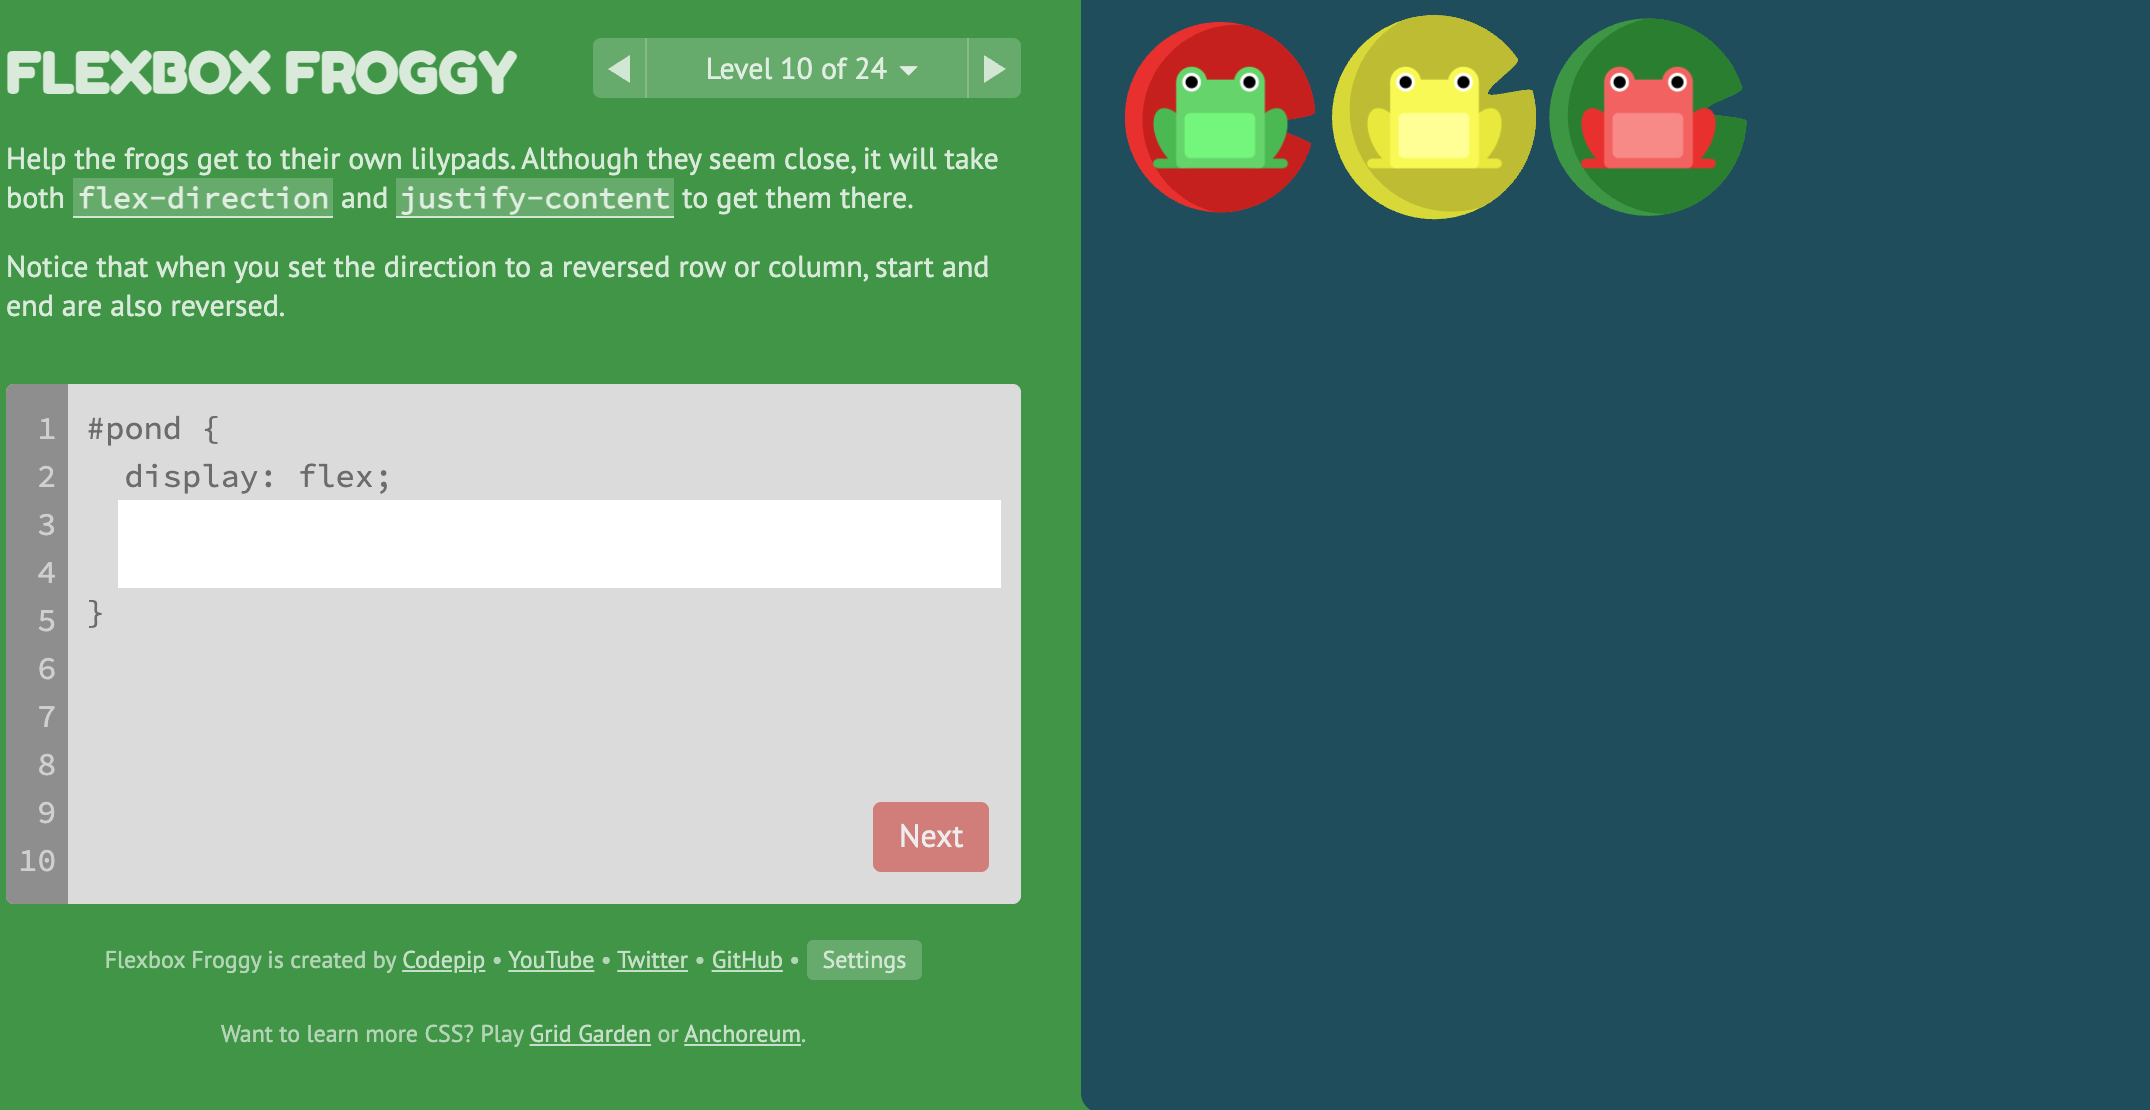 FLEXBOX FROGGY
Level 10 of 24
Help the frogs get to their own lilypads. Although they seem close, it will take
both flex-direction and justify-content to get them there.
Notice that when you set the direction to a reversed row or column, start and
end are also reversed.
1 #pond {
2 display: flex;
3
4
5 }
6
7
8
9
10
Next
Flexbox Froggy is created by Codepip • YouTube • Twitter • GitHub • Settings
Want to learn more CSS? Play Grid Garden or Anchoreum.